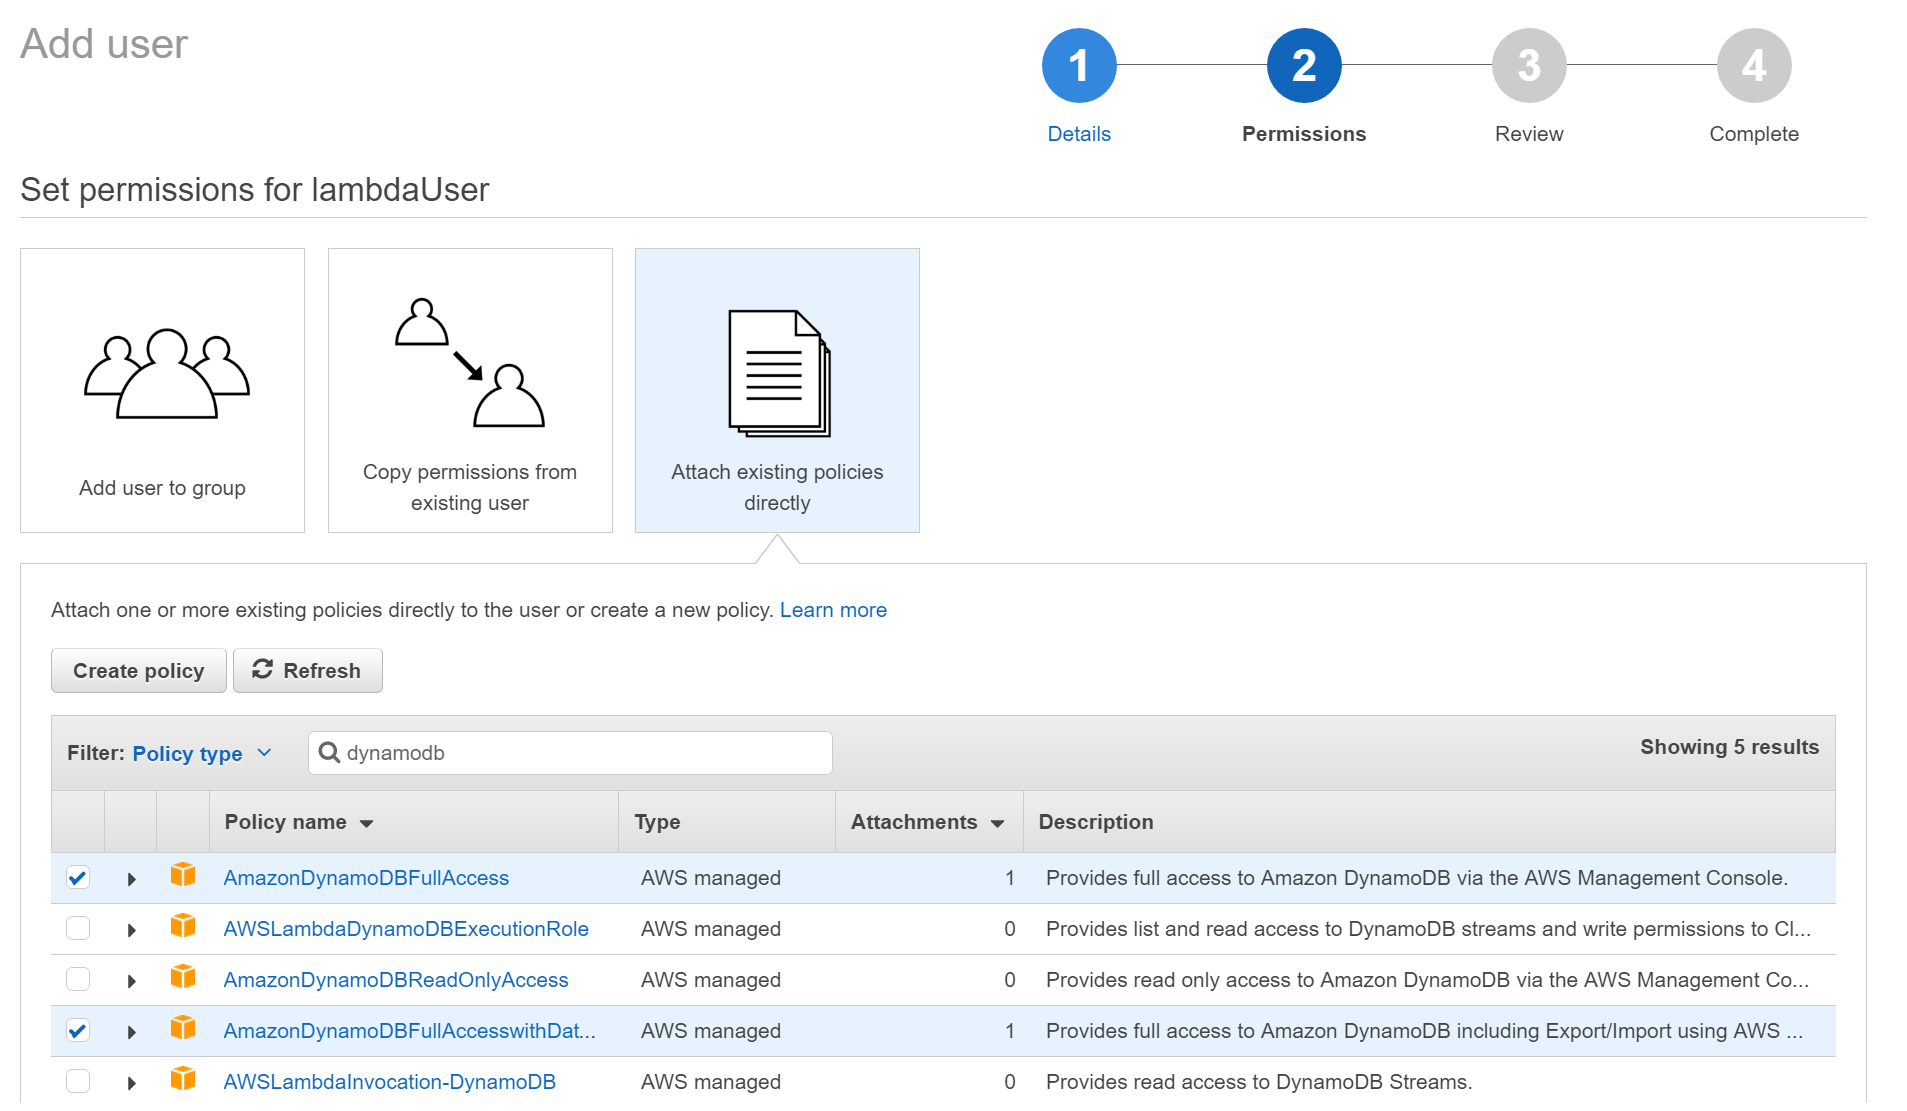 Add user
1 2 3 4
Details Permissions Review Complete
Set permissions for lambdaUser
Add user to group
Copy permissions from
existing user
Attach existing policies
directly
Attach one or more existing policies directly to the user or create a new policy. Learn more
Create policy Refresh
Filter: Policy type dynamodb Showing 5 results
Policy name Type Attachments Description
AmazonDynamoDBFullAccess AWS managed 1 Provides full access to Amazon DynamoDB via the AWS Management Console.
AWSLambdaDynamoDBExecutionRole AWS managed 0 Provides list and read access to DynamoDB streams and write permissions to Cl...
AmazonDynamoDBReadOnlyAccess AWS managed 0 Provides read only access to Amazon DynamoDB via the AWS Management Co...
AmazonDynamoDBFullAccesswithDat... AWS managed 1 Provides full access to Amazon DynamoDB including Export/Import using AWS ...
AWSLambdaInvocation-DynamoDB AWS managed 0 Provides read access to DynamoDB Streams.